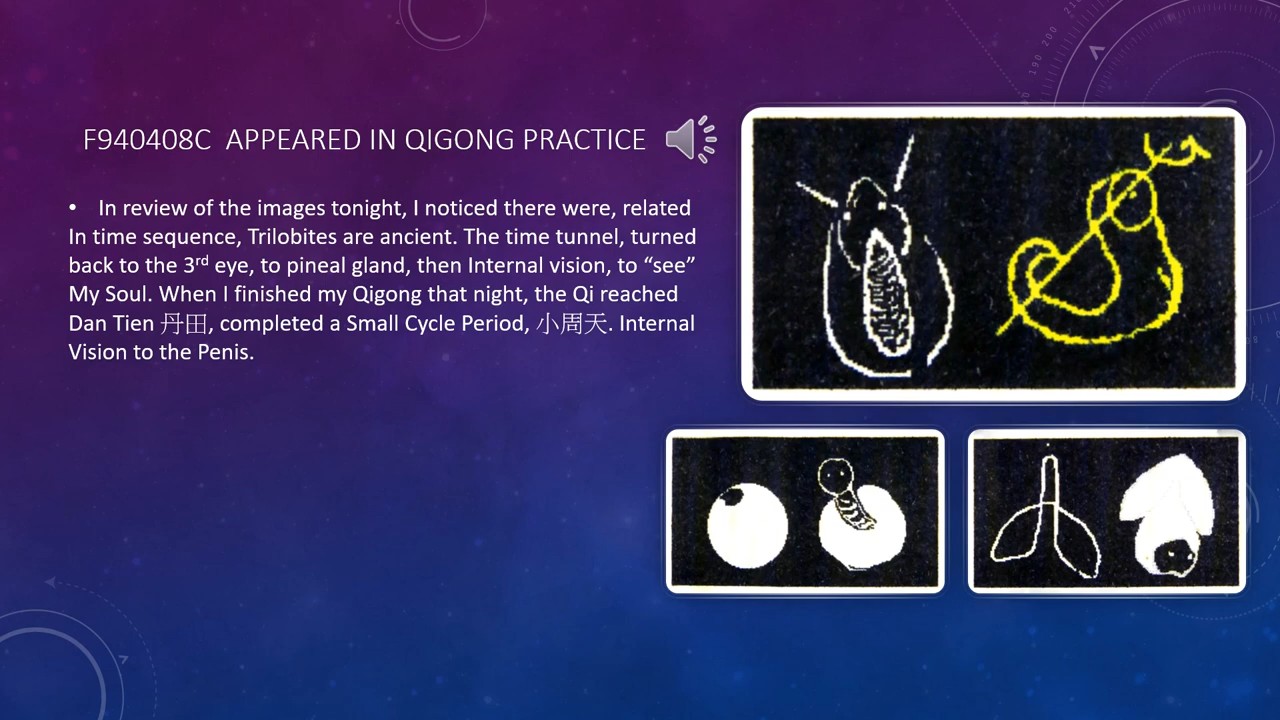 F940408C APPEARED IN QIGONG PRACTICE
• In review of the images tonight, I noticed there were, related
In time sequence, Trilobites are ancient. The time tunnel, turned
back to the 3rd eye, to pineal gland, then Internal vision, to “see”
My Soul. When I finished my Qigong that night, the Qi reached
Dan Tien 丹田, completed a Small Cycle Period, 小周天. Internal
Vision to the Penis.
190 200